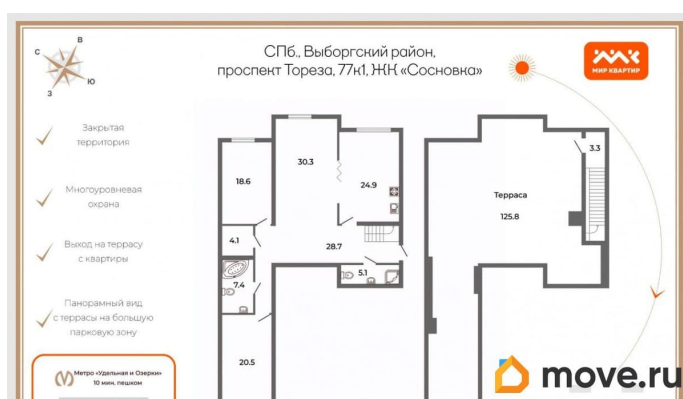 СПб., Выборгский район,
проспект Тореза, 77к1, ЖК «Сосновка»
МИР КВАРТИР
С
В
Ю
З
Закрытая
территория
Многоуровневая
охрана
Выход на террасу
с квартиры
Панорамный вид
с террасы на большую
парковую зону
Метро «Удельная и Озерки»
10 мин. пешком
18.6
30.3
24.9
4.1
28.7
7.4
5.1
20.5
3.3
Терраса
125.8
move.ru